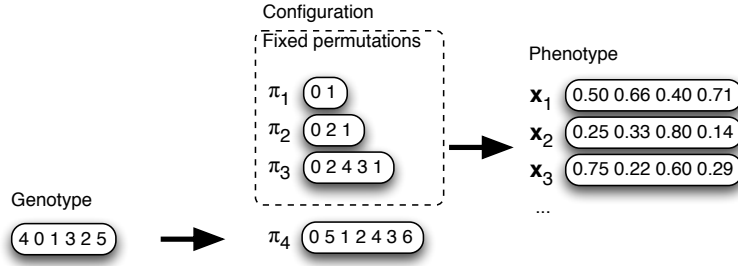 Configuration
Fixed permutations
π1 0 1
π2 0 2 1
π3 0 2 4 3 1
Genotype
4 0 1 3 2 5
π4 0 5 1 2 4 3 6
Phenotype
x1 0.50 0.66 0.40 0.71
x2 0.25 0.33 0.80 0.14
x3 0.75 0.22 0.60 0.29
...